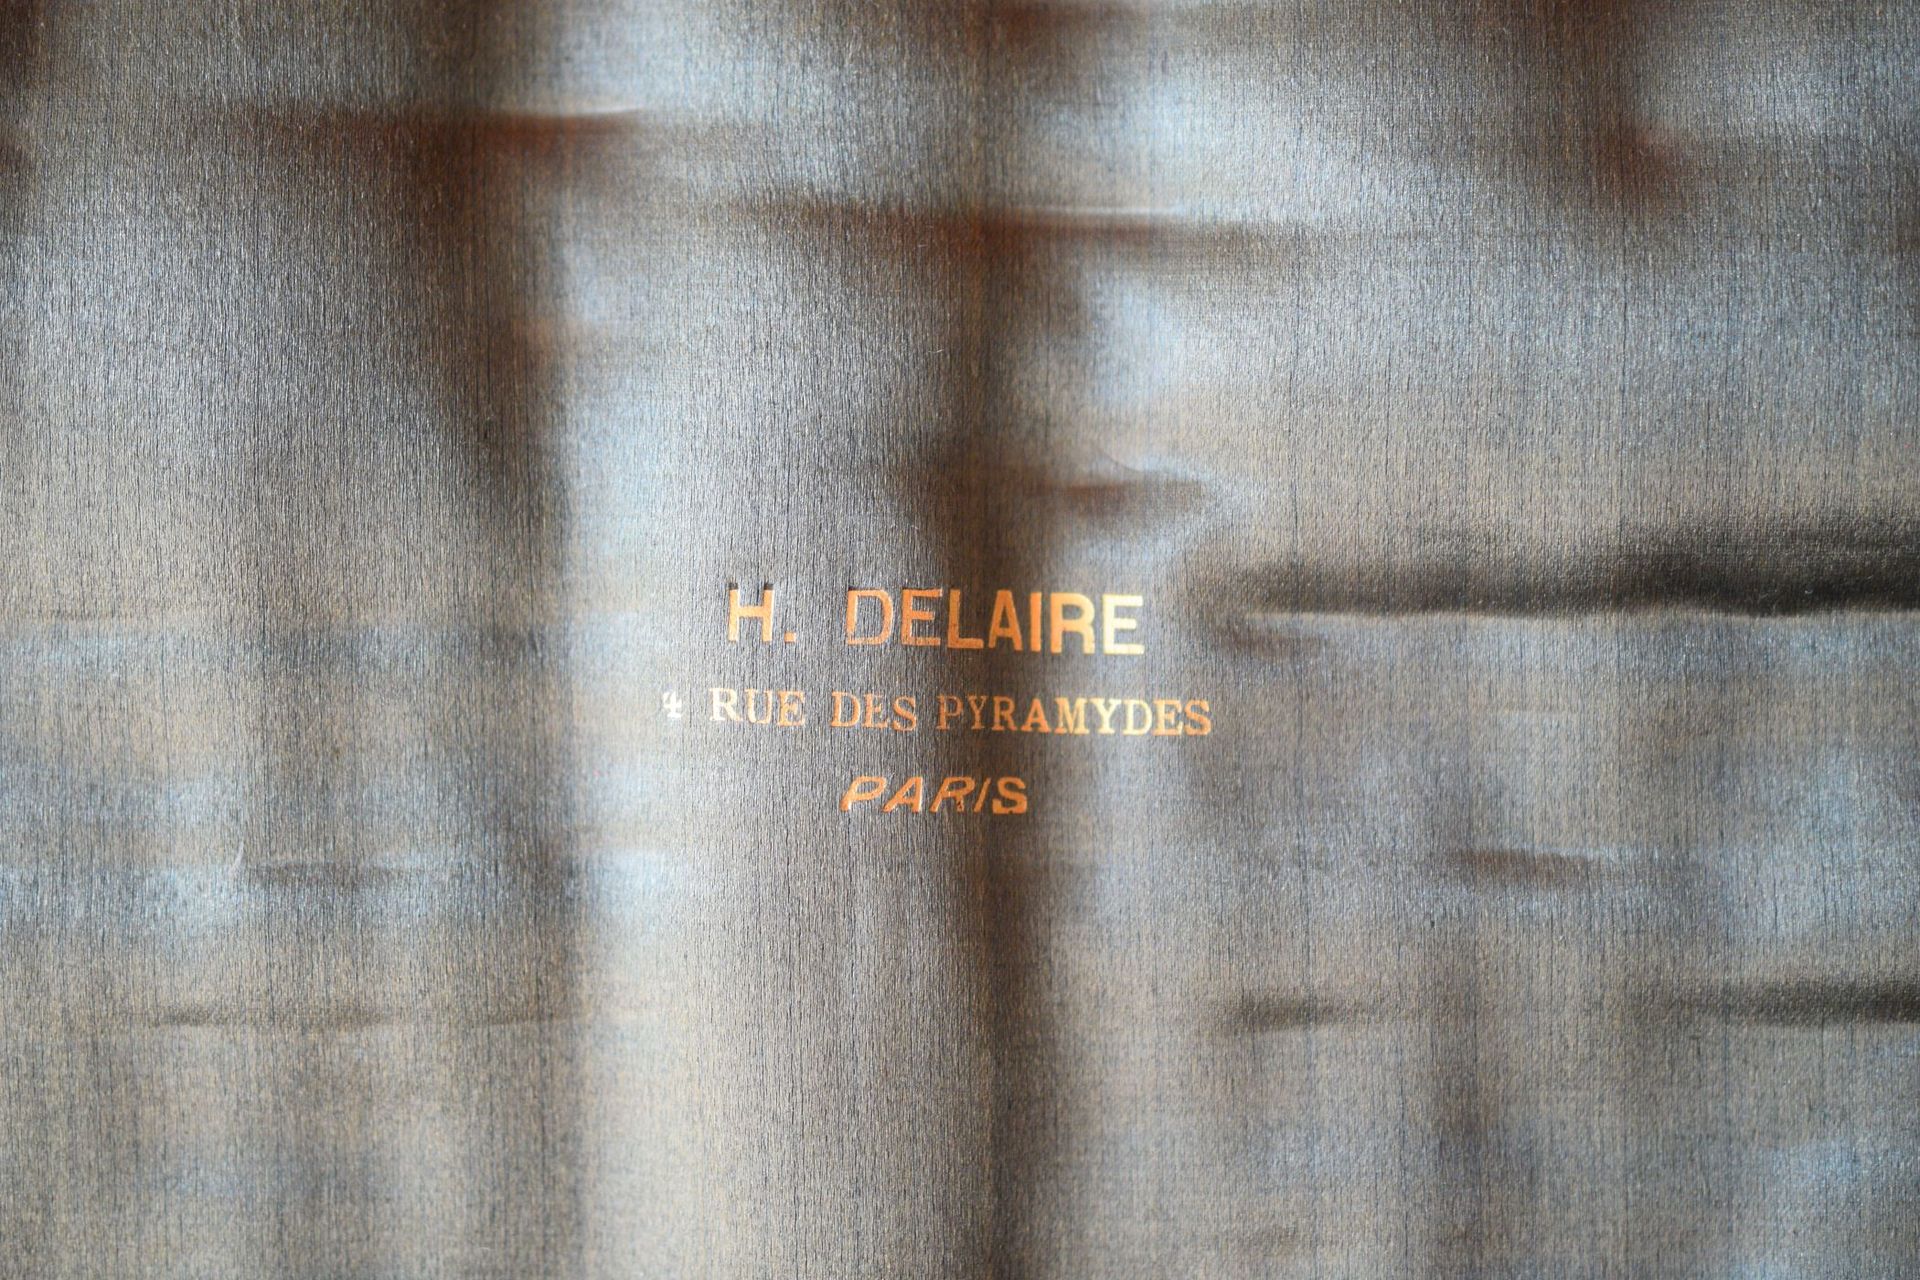 H. DELAIRE
4 RUE DES PYRAMYDES
PARIS